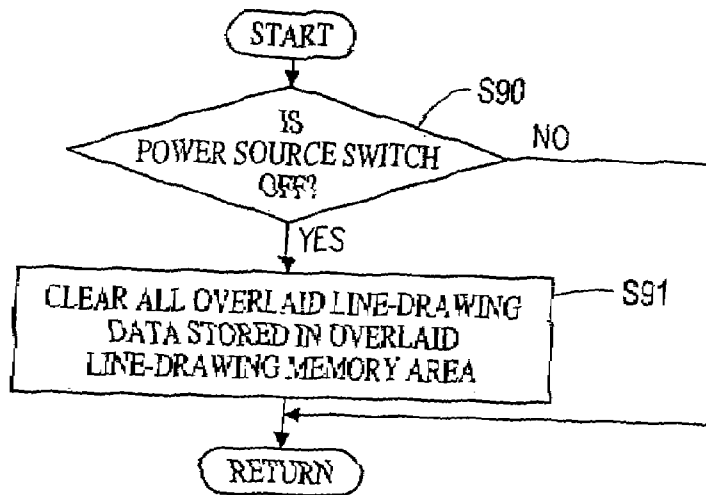 START
S90
IS
POWER SOURCE SWITCH
OFF?
NO
YES
CLEAR ALL OVERLAID LINE-DRAWING
DATA STORED IN OVERLAID
LINE-DRAWING MEMORY AREA
S91
RETURN